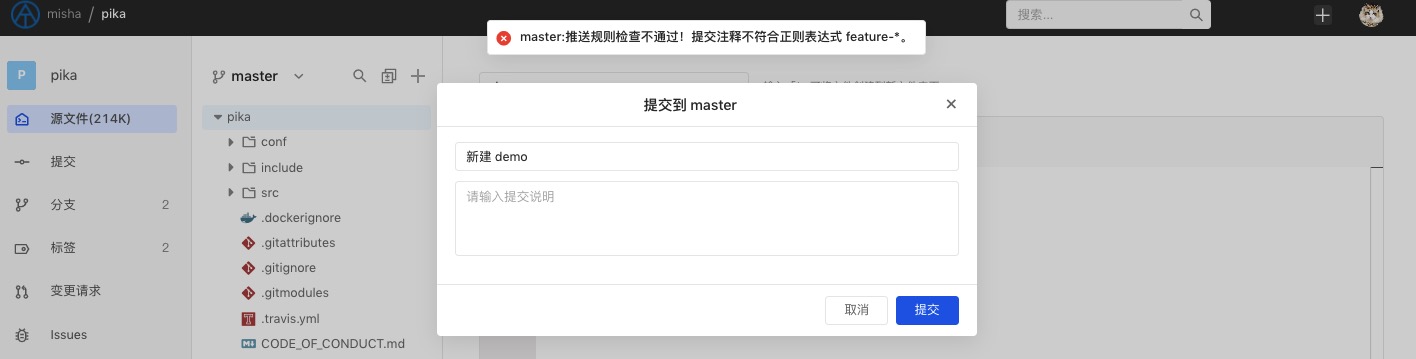 misha / pika
搜索...
master:推送规则检查不通过！提交注释不符合正则表达式 feature-*。
P pika
源文件(214K)
提交
分支 2
标签 2
变更请求
Issues
master
pika
conf
include
src
.dockerignore
.gitattributes
.gitignore
.gitmodules
.travis.yml
CODE_OF_CONDUCT.md
提交到 master
新建 demo
请输入提交说明
取消
提交